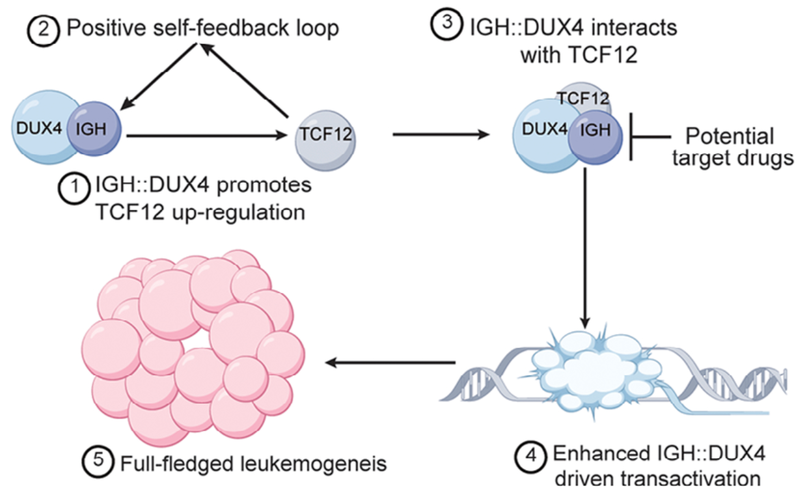 2 Positive self-feedback loop
DUX4 IGH
TCF12
1 IGH::DUX4 promotes
TCF12 up-regulation
3 IGH::DUX4 interacts
with TCF12
TCF12
DUX4 IGH
Potential
target drugs
4 Enhanced IGH::DUX4
driven transactivation
5 Full-fledged leukemogeneis